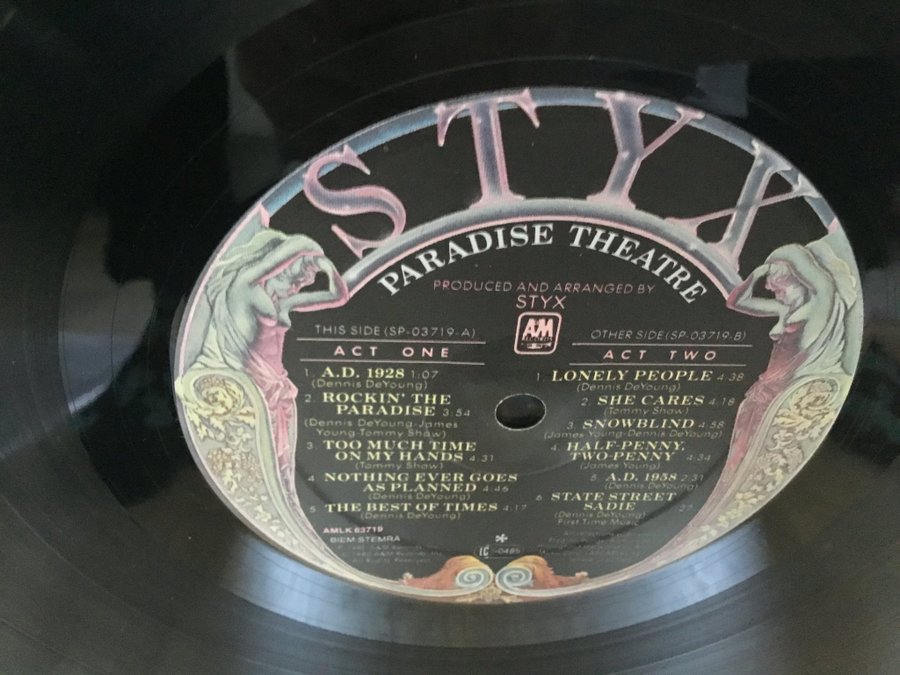 STYX
PARADISE THEATRE
PRODUCED AND ARRANGED BY
STYX
A&M
RECORDS
THIS SIDE (SP-03719-A)
ACT ONE
1. A.D. 1928 1:07
(Dennis DeYoung)
2. ROCKIN' THE
PARADISE 3:54
(Dennis DeYoung-James
Young-Tommy Shaw)
3. TOO MUCH TIME
ON MY HANDS 4:31
(Tommy Shaw)
4. NOTHING EVER GOES
AS PLANNED 4:46
(Dennis DeYoung)
5. THE BEST OF TIMES 4:17
(Dennis DeYoung)
AMLK 63719
BIEM STEMRA
OTHER SIDE (SP-03719-B)
ACT TWO
1. LONELY PEOPLE 4:38
(Dennis DeYoung)
2. SHE CARES 4:18
(Tommy Shaw)
3. SNOWBLIND 4:58
(James Young-Dennis DeYoung)
4. HALF-PENNY,
TWO-PENNY 4:34
(James Young)
5. A.D. 1958 2:31
(Dennis DeYoung)
6. STATE STREET
SADIE 27
(Dennis DeYoung)
First Time Music